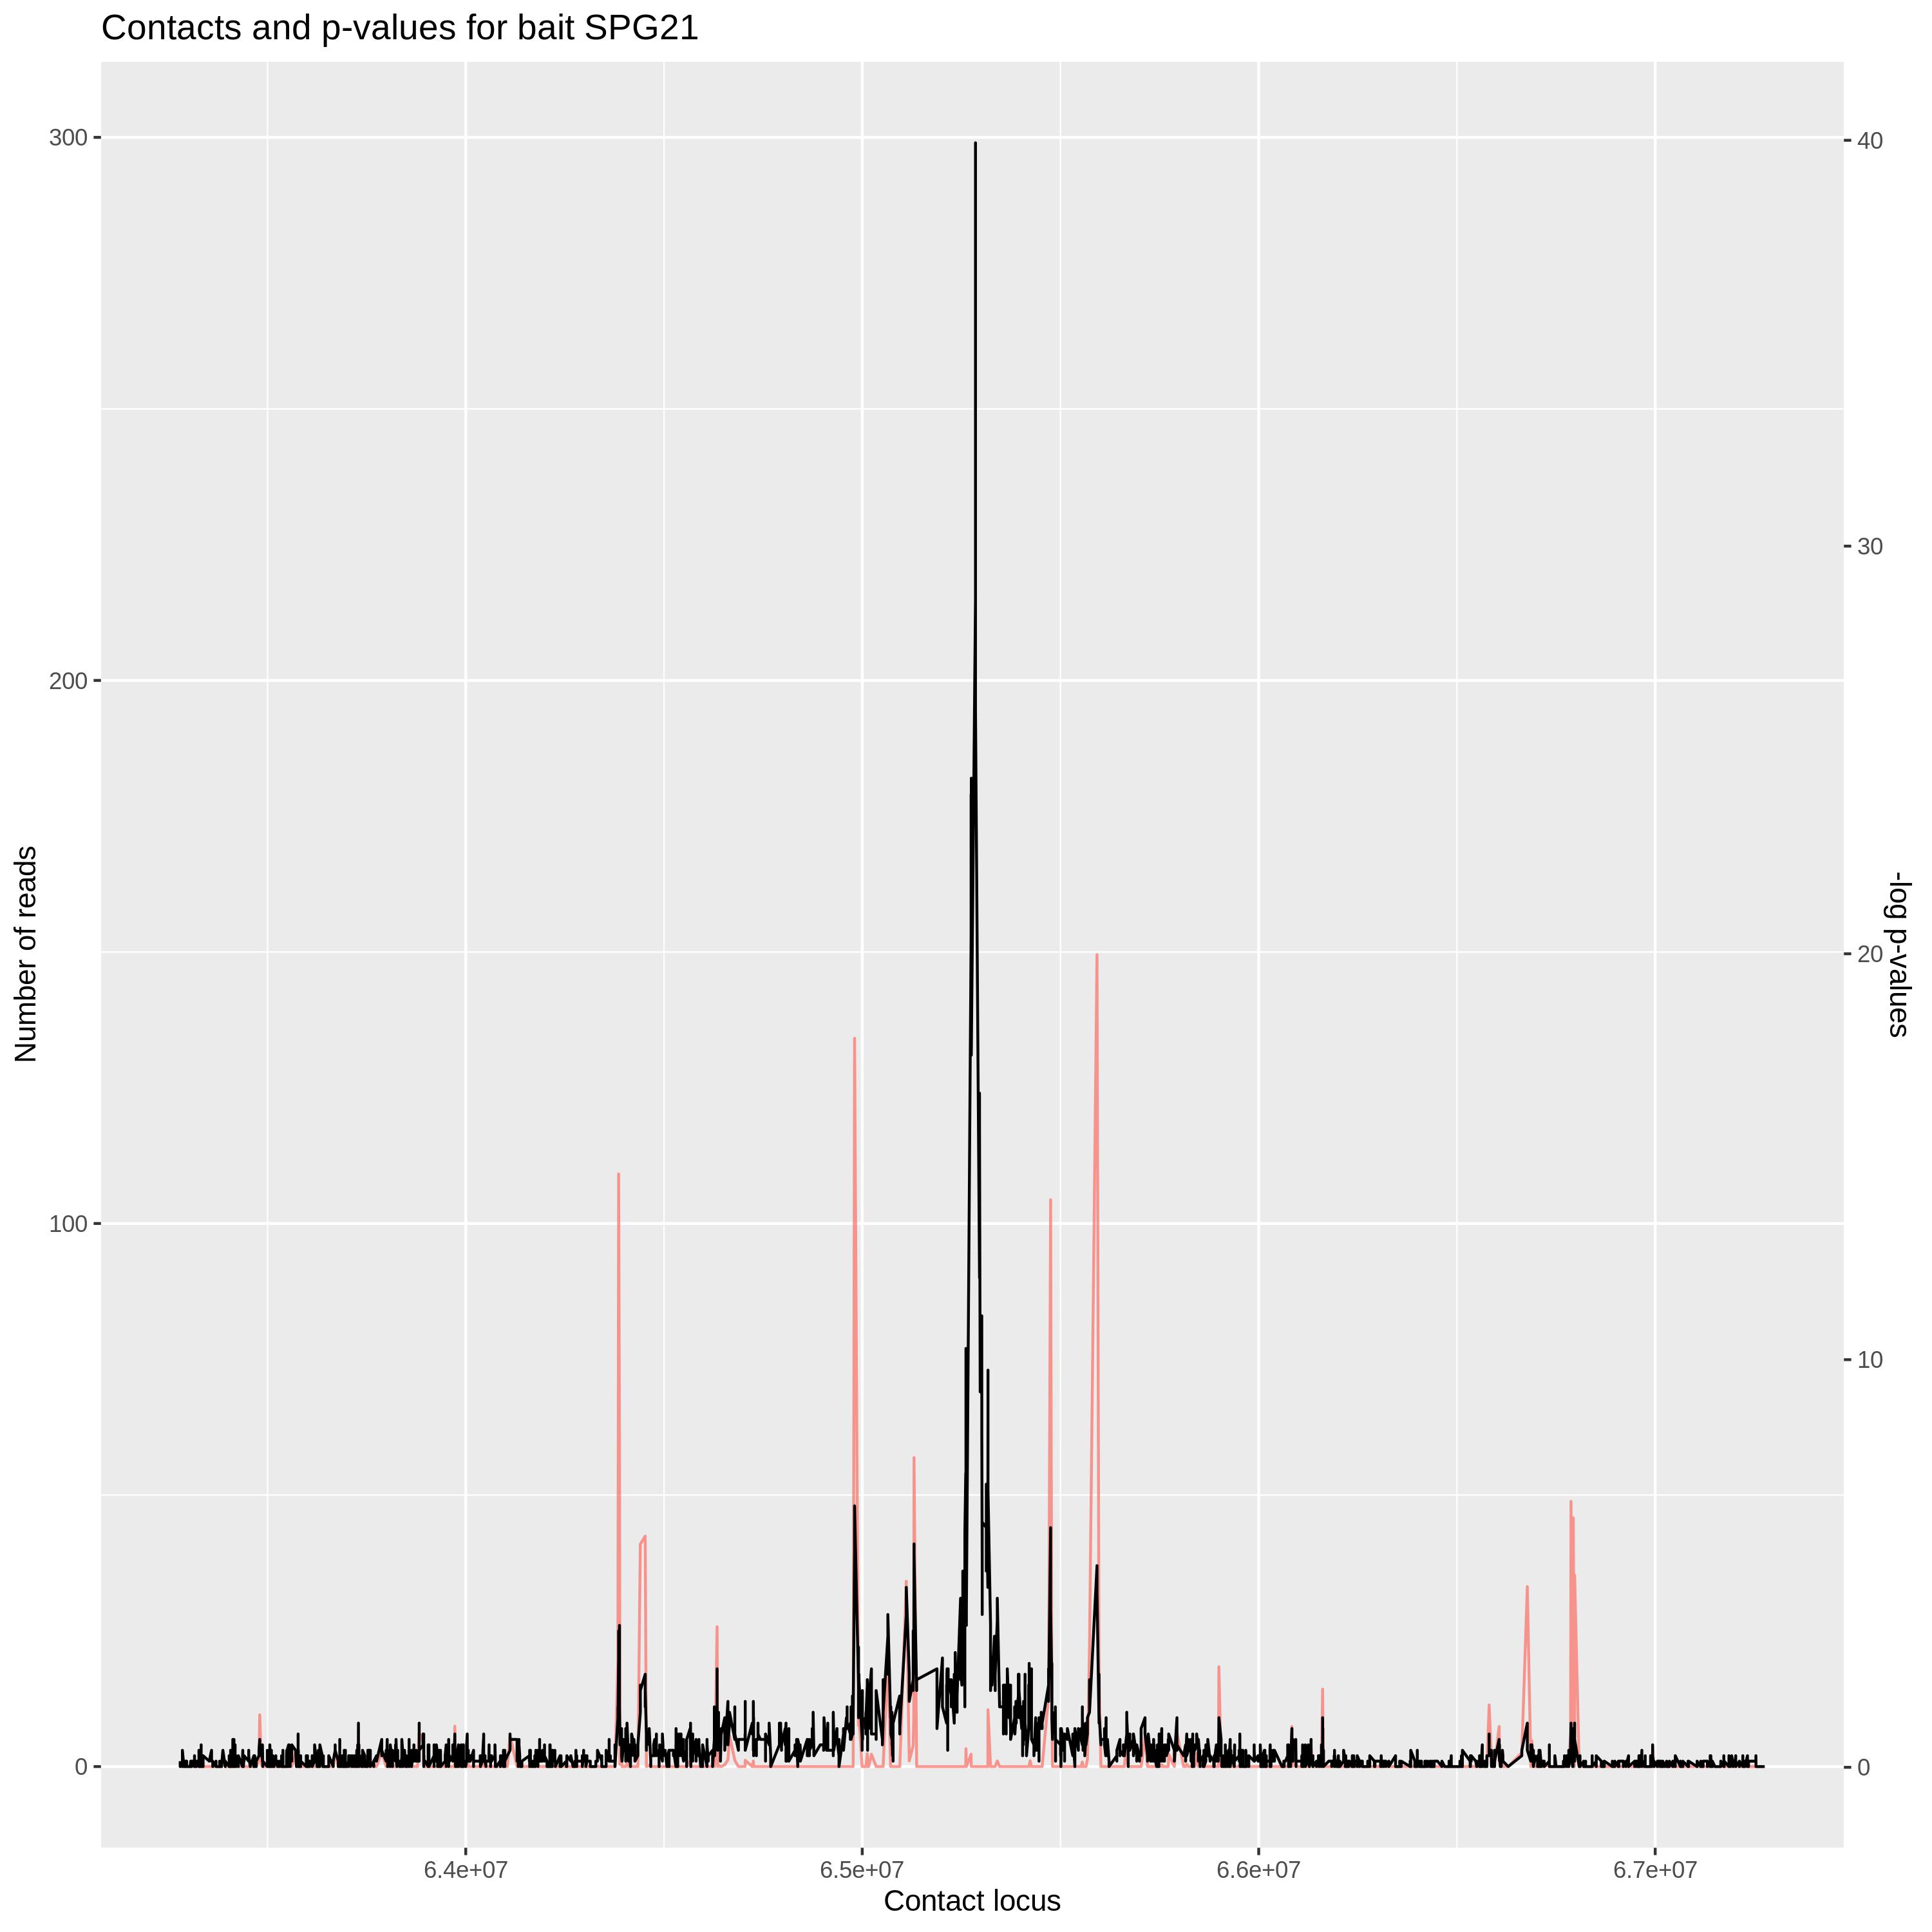 Contacts and p-values for bait SPG21
Number of reads
300
200
100
0
40
30
20
10
0
-log p-values
6.4e+07 6.5e+07 6.6e+07 6.7e+07
Contact locus